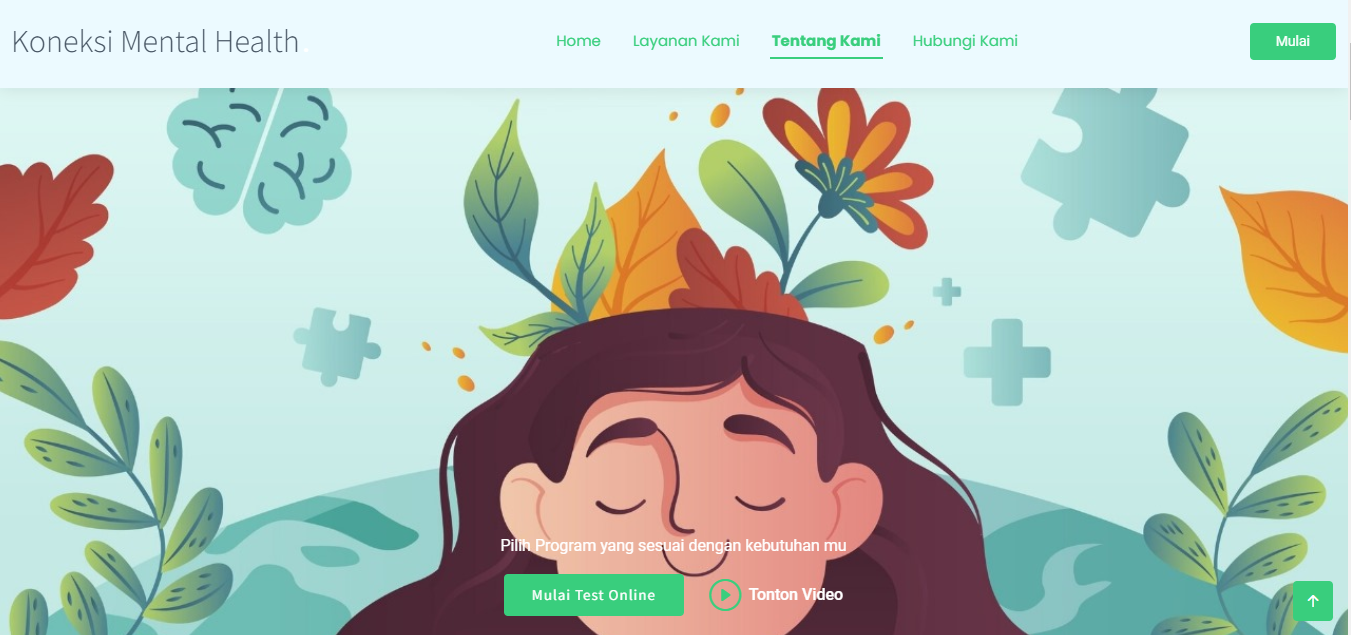 Koneksi Mental Health.
Home
Layanan Kami
Tentang Kami
Hubungi Kami
Mulai
Pilih Program yang sesuai dengan kebutuhan mu
Mulai Test Online
Tonton Video